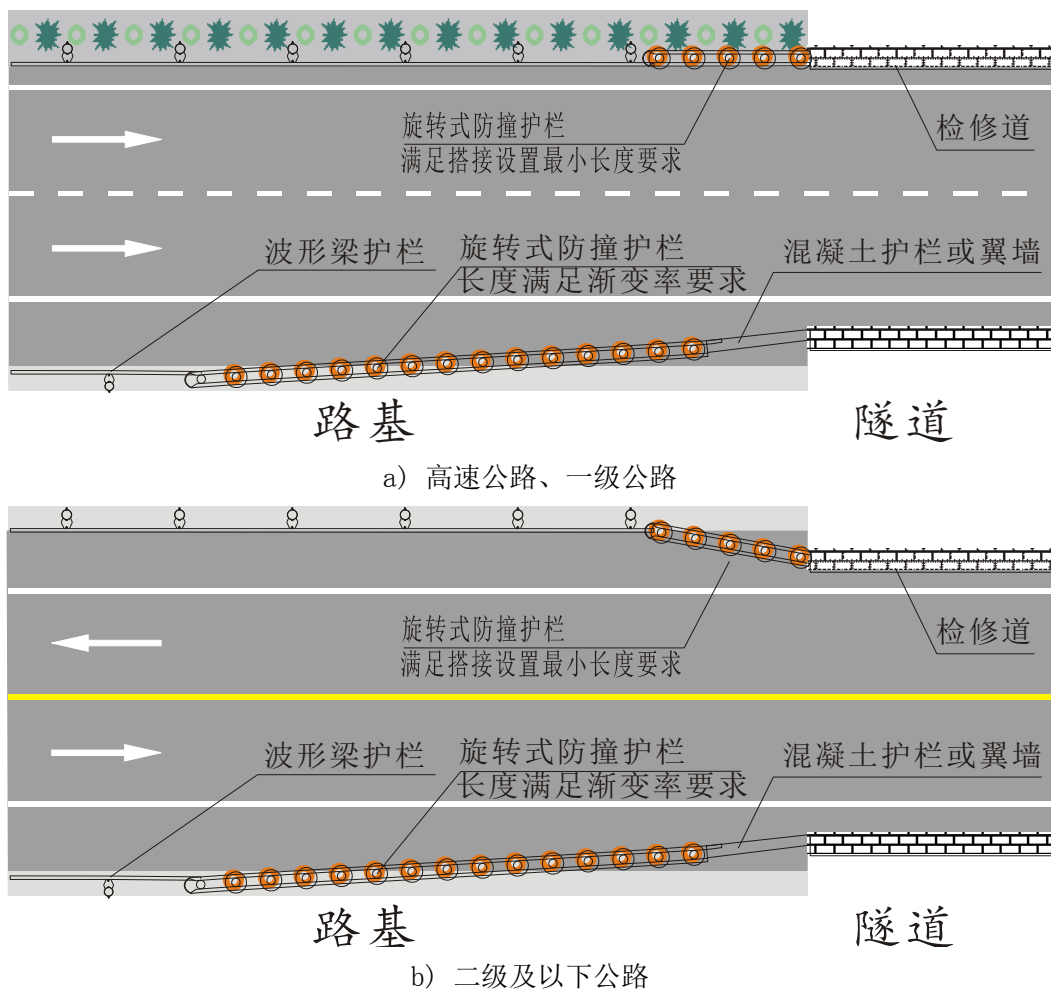 旋转式防撞护栏
满足搭接设置最小长度要求
检修道
波形梁护栏
旋转式防撞护栏
长度满足渐变率要求
混凝土护栏或翼墙
路基
隧道
a) 高速公路、一级公路
旋转式防撞护栏
满足搭接设置最小长度要求
检修道
波形梁护栏
旋转式防撞护栏
长度满足渐变率要求
混凝土护栏或翼墙
路基
隧道
b) 二级及以下公路